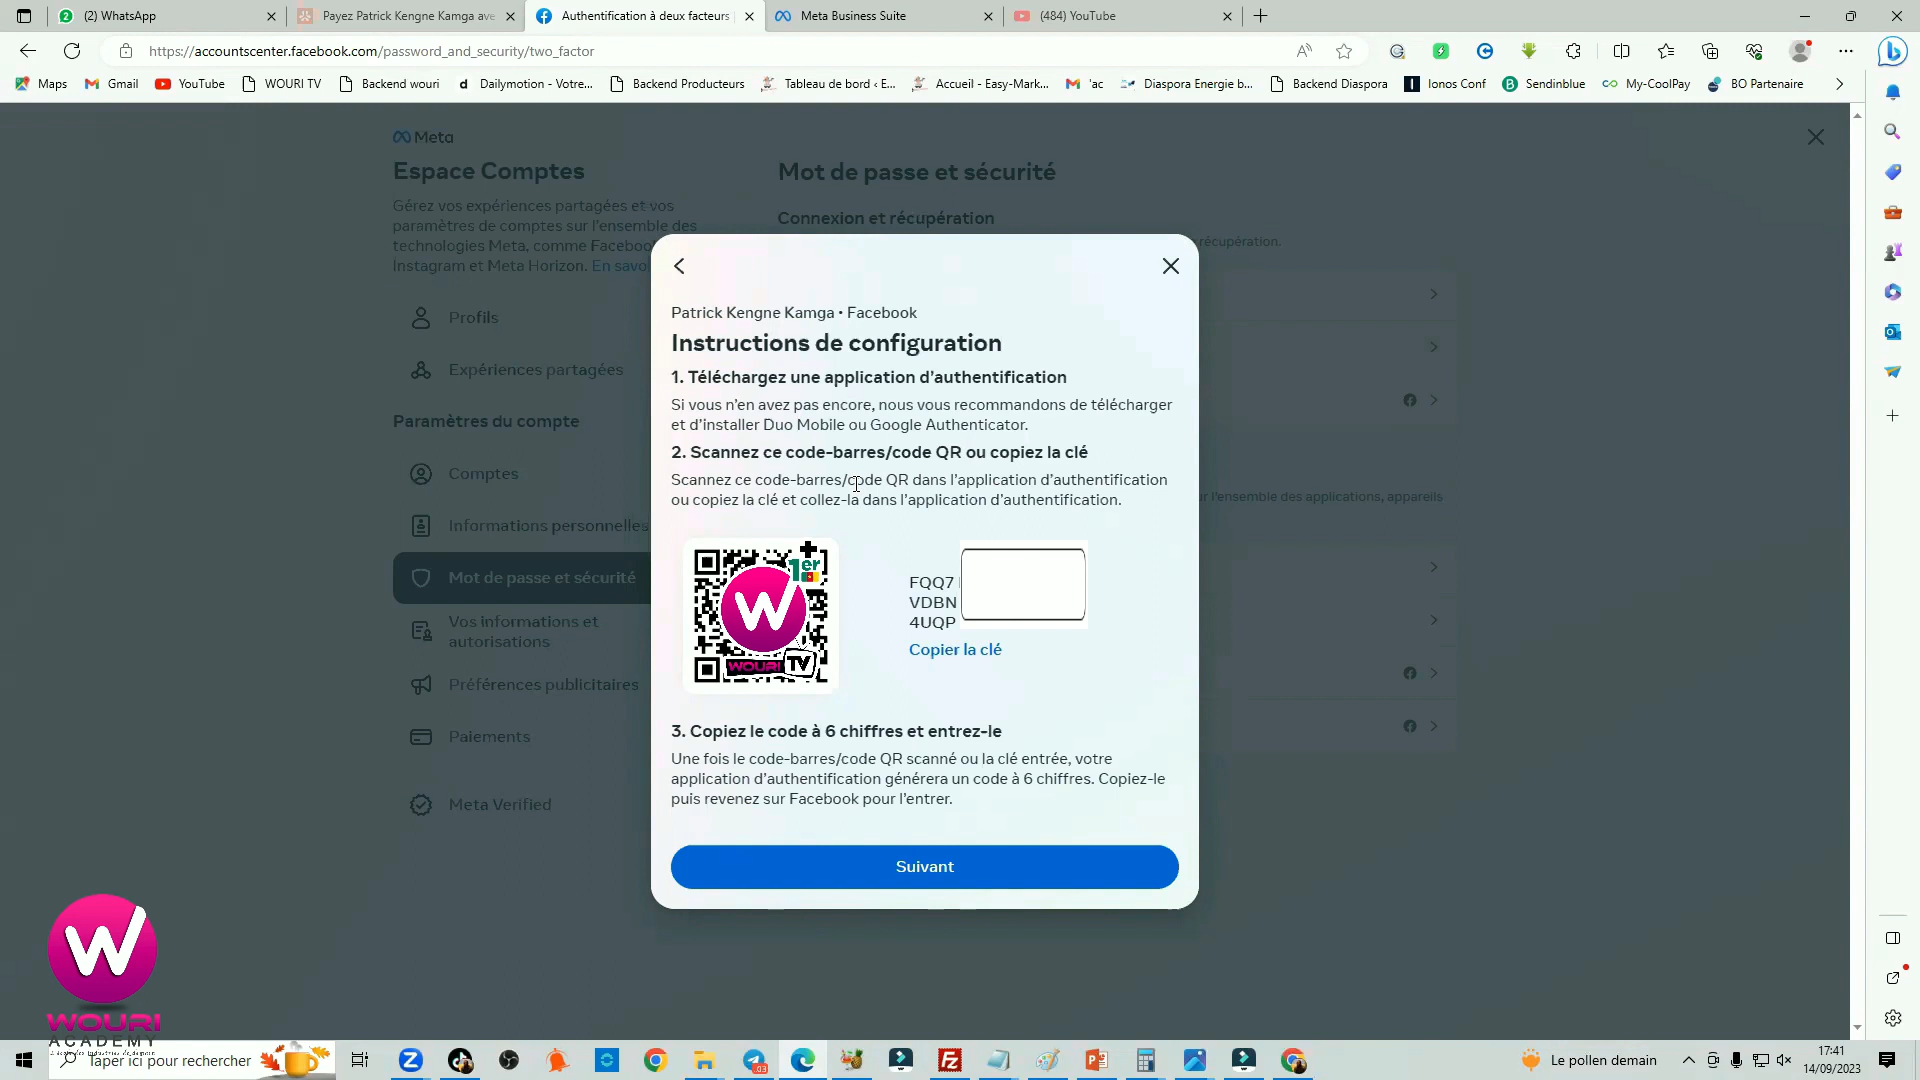 (2) WhatsApp
Payez Patrick Kengne Kamga ave
Authentification à deux facteurs
Meta Business Suite
(484) YouTube
https://accountscenter.facebook.com/password_and_security/two_factor
Maps
Gmail
YouTube
WOURI TV
Backend wouri
Dailymotion - Votre...
Backend Producteurs
Tableau de bord ‹ E...
Accueil - Easy-Mark...
'ac
Diaspora Energie b...
Backend Diaspora
Ionos Conf
Sendinblue
My-CoolPay
BO Partenaire
Meta
Espace Comptes
Gérez vos expériences partagées et vos
paramètres de comptes sur l'ensemble des
technologies Meta, comme Faceboo
Instagram et Meta Horizon. En savo
Profils
Expériences partagées
Paramètres du compte
Comptes
Informations personnelles
Mot de passe et sécurité
Vos informations et
autorisations
Préférences publicitaires
Paiements
Meta Verified
Mot de passe et sécurité
Connexion et récupération
récupération.
r l'ensemble des applications, appareils
Patrick Kengne Kamga • Facebook
Instructions de configuration
1. Téléchargez une application d'authentification
Si vous n'en avez pas encore, nous vous recommandons de télécharger
et d'installer Duo Mobile ou Google Authenticator.
2. Scannez ce code-barres/code QR ou copiez la clé
Scannez ce code-barres/code QR dans l'application d'authentification
ou copiez la clé et collez-la dans l'application d'authentification.
1er
W
WOURI TV
FQQ7
VDBN
4UQP
Copier la clé
3. Copiez le code à 6 chiffres et entrez-le
Une fois le code-barres/code QR scanné ou la clé entrée, votre
application d'authentification générera un code à 6 chiffres. Copiez-le
puis revenez sur Facebook pour l'entrer.
Suivant
W
WOURI
ACADEMY
Taper ici pour rechercher
Le pollen demain
17:41
14/09/2023